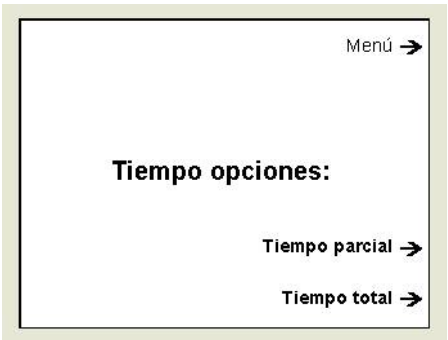 Menú →
Tiempo opciones:
Tiempo parcial →
Tiempo total →